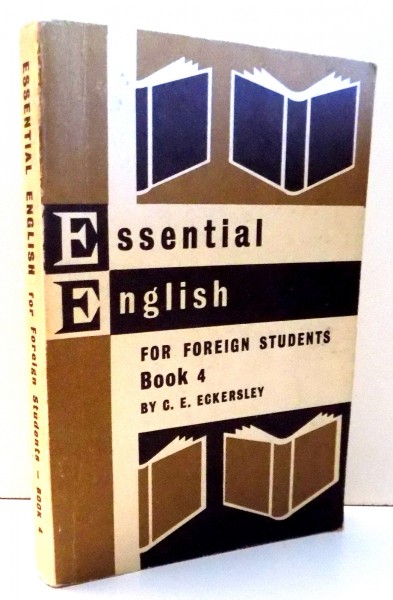 ESSENTIAL ENGLISH for Foreign Students – BOOK 4
Essential
English
FOR FOREIGN STUDENTS
Book 4
BY C. E. ECKERSLEY